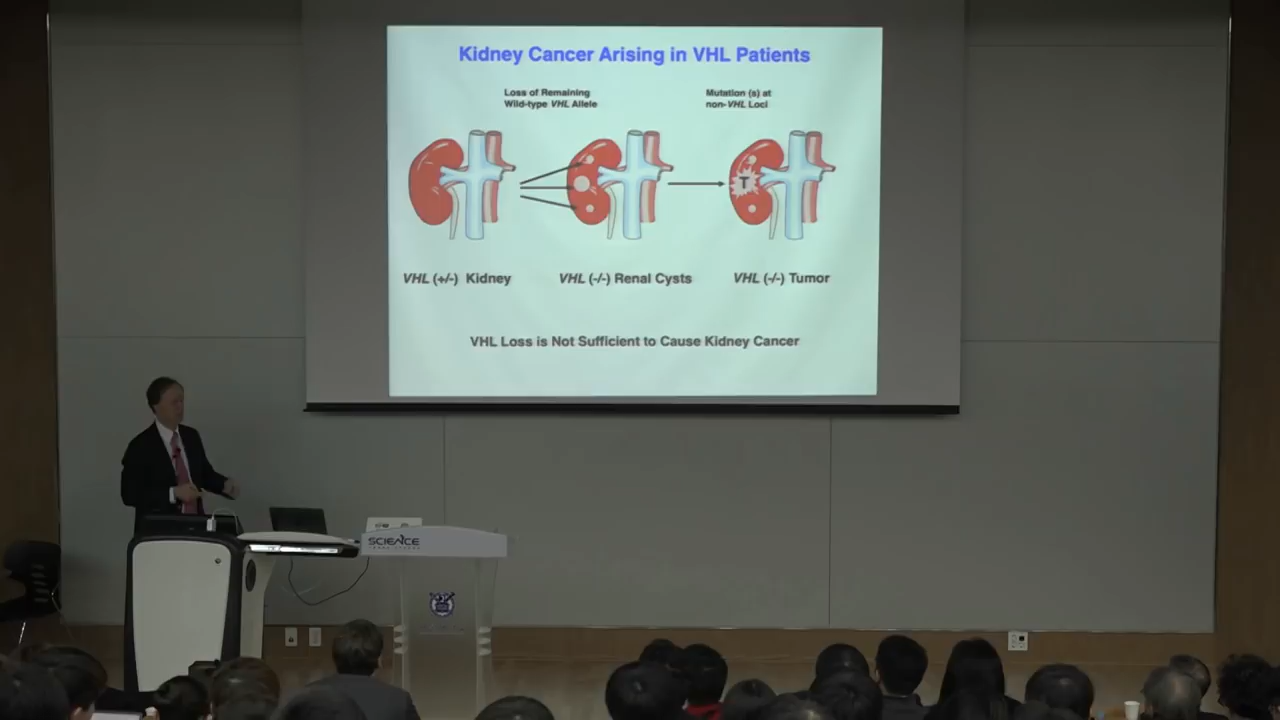 Kidney Cancer Arising in VHL Patients
Loss of Remaining
Wild-type VHL Allele
Mutation (s) at
non-VHL Loci
T
VHL (+/-) Kidney
VHL (-/-) Renal Cysts
VHL (-/-) Tumor
VHL Loss is Not Sufficient to Cause Kidney Cancer
SCIENCE